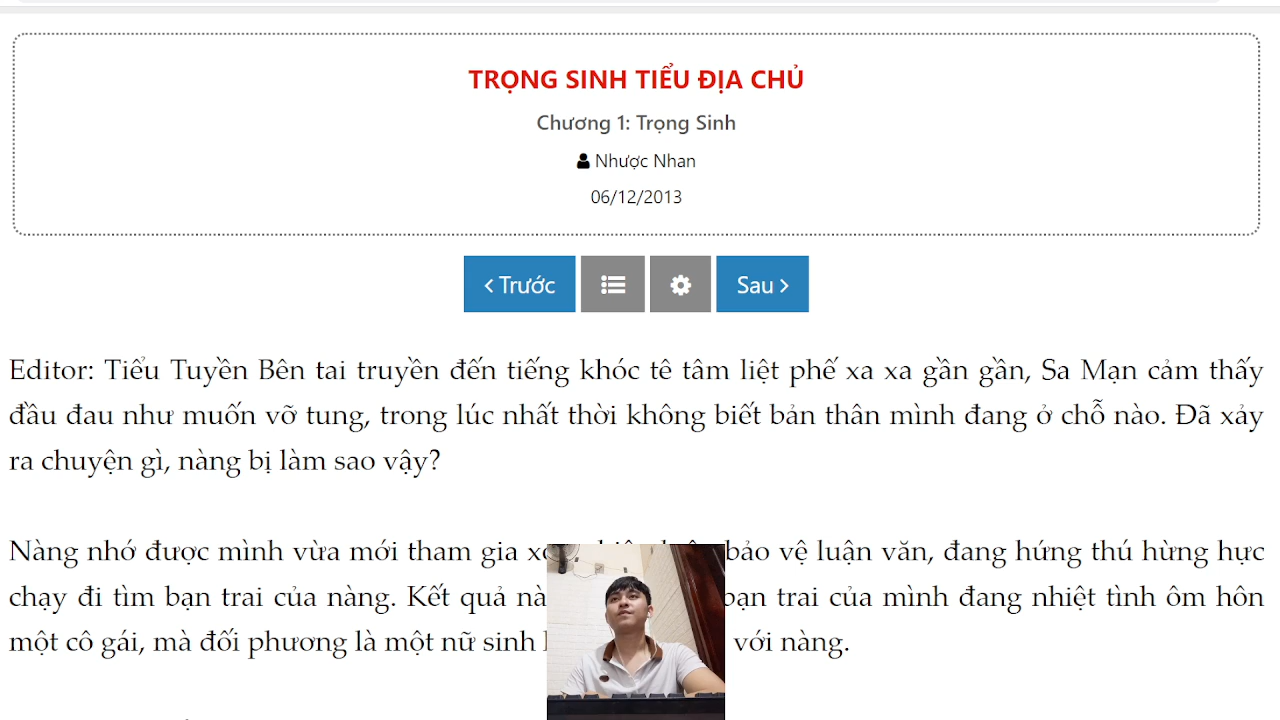 TRỌNG SINH TIỂU ĐỊA CHỦ
Chương 1: Trọng Sinh
Nhược Nhan
06/12/2013
Trước
Sau
Editor: Tiểu Tuyền Bên tai truyền đến tiếng khóc tê tâm liệt phế xa xa gần gần, Sa Mạn cảm thấy
đầu đau như muốn vỡ tung, trong lúc nhất thời không biết bản thân mình đang ở chỗ nào. Đã xảy
ra chuyện gì, nàng bị làm sao vậy?
Nàng nhớ được mình vừa mới tham gia bảo vệ luận văn, đang hứng thú hừng hực
chạy đi tìm bạn trai của nàng. Kết quả bạn trai của mình đang nhiệt tình ôm hôn
một cô gái, mà đối phương là một nữ sinh với nàng.